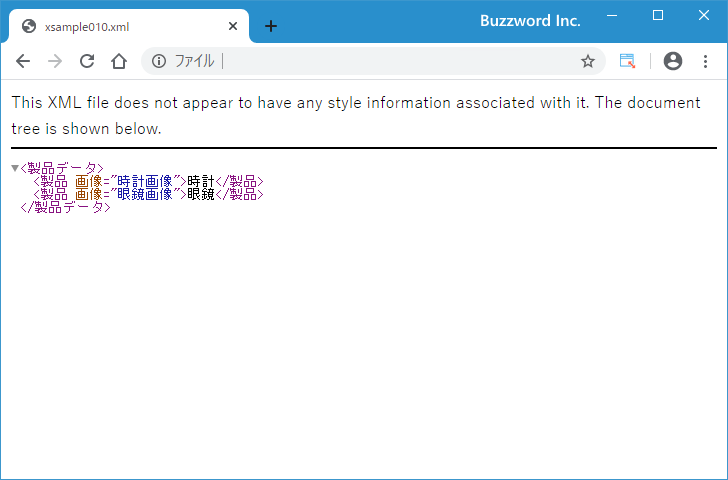 xsample010.xml
Buzzword Inc.
ファイル
This XML file does not appear to have any style information associated with it. The document
tree is shown below.
<製品データ>
<製品 画像="時計画像">時計</製品>
<製品 画像="眼鏡画像">眼鏡</製品>
</製品データ>